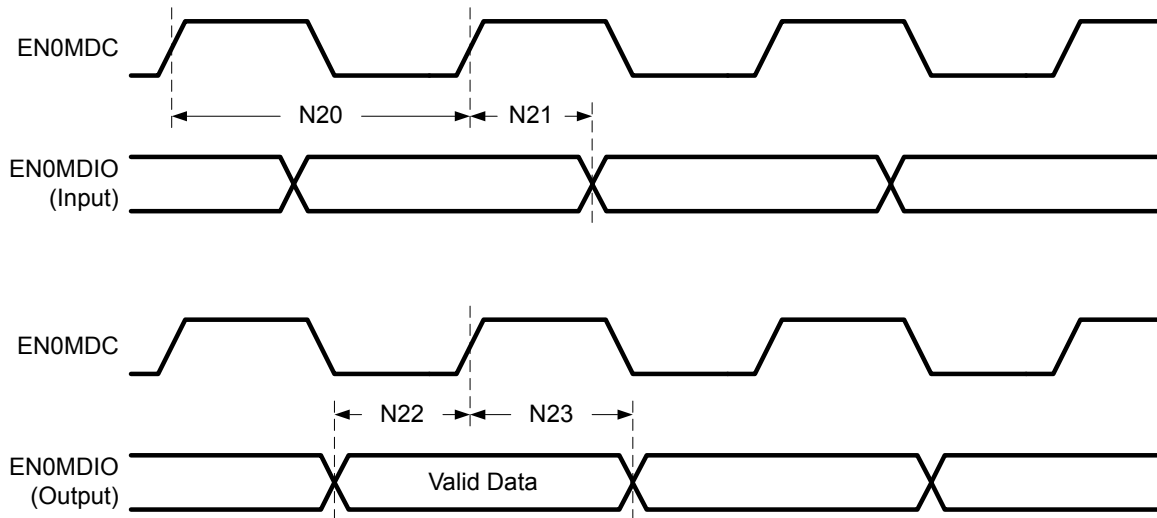 EN0MDC
N20
N21
EN0MDIO
(Input)
EN0MDC
N22
N23
EN0MDIO
(Output)
Valid Data